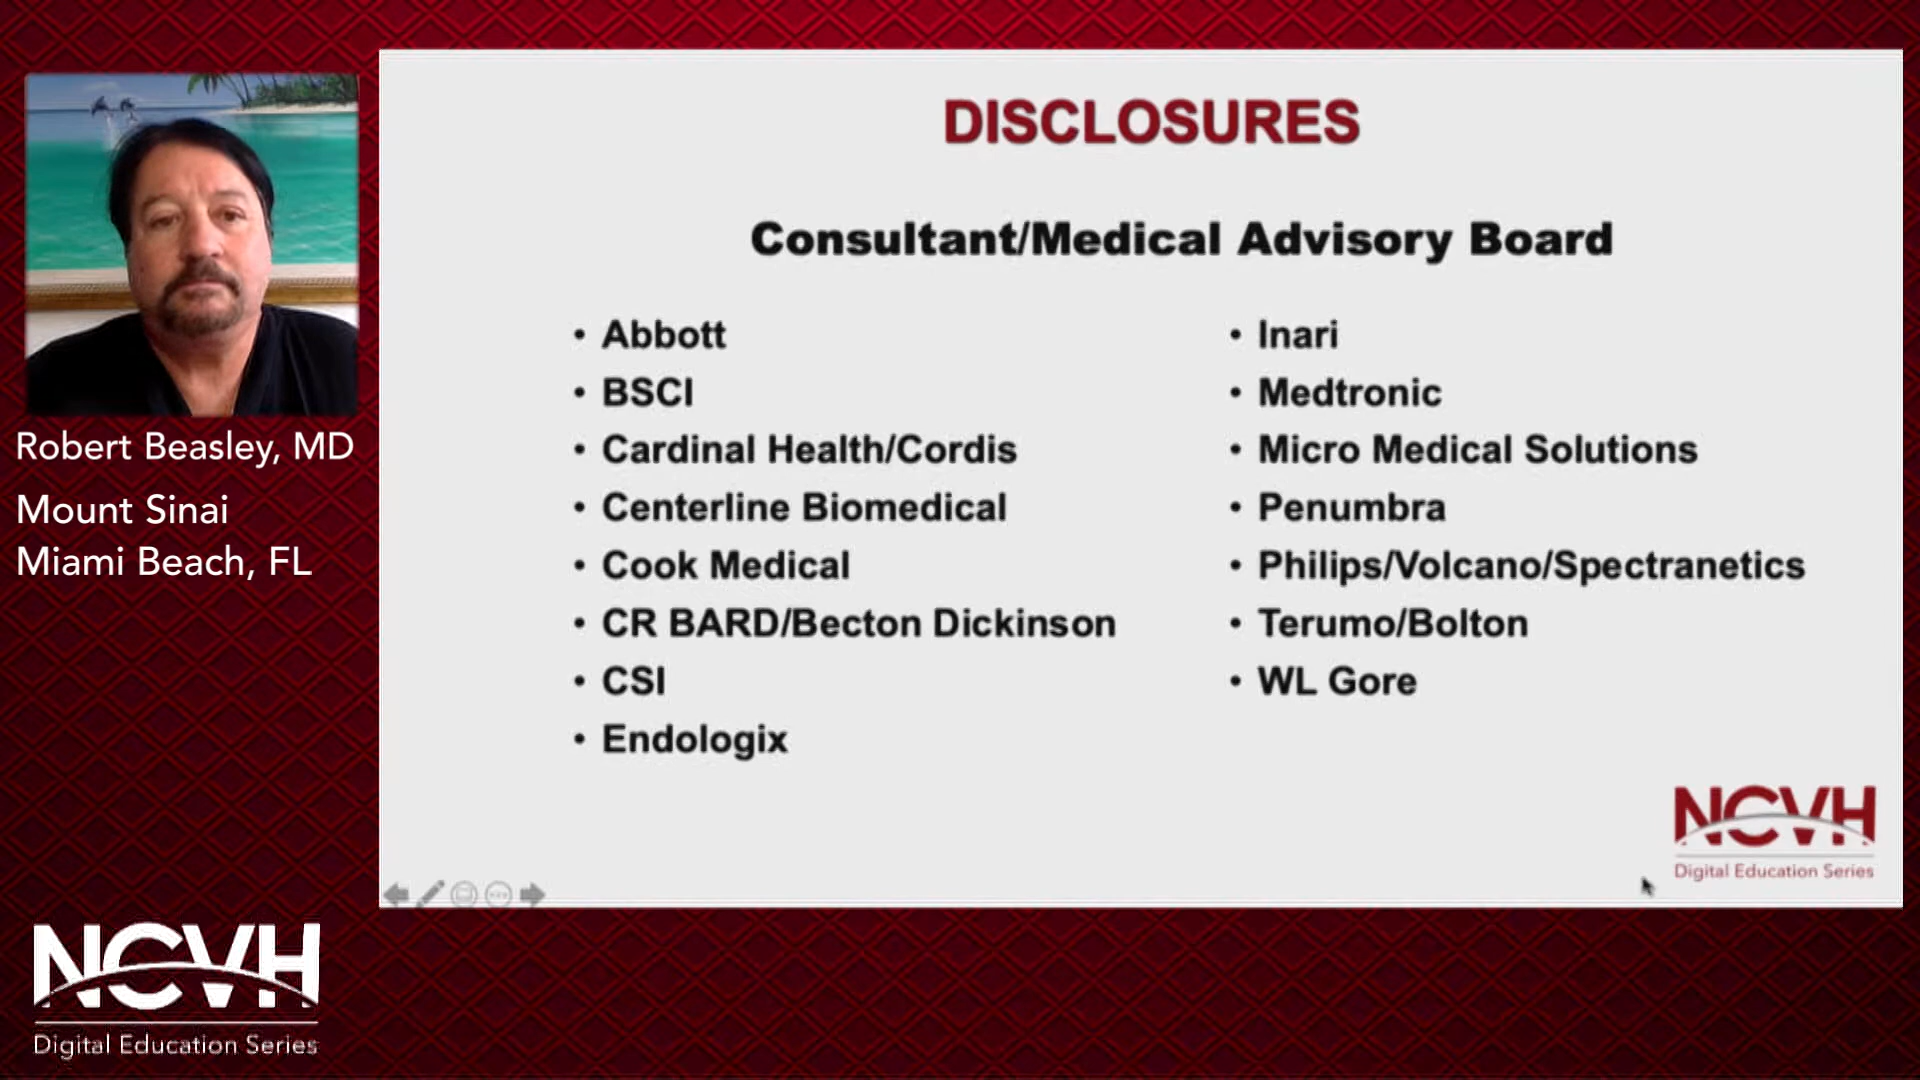 DISCLOSURES
Consultant/Medical Advisory Board
• Abbott
• BSCI
• Cardinal Health/Cordis
• Centerline Biomedical
• Cook Medical
• CR BARD/Becton Dickinson
• CSI
• Endologix
• Inari
• Medtronic
• Micro Medical Solutions
• Penumbra
• Philips/Volcano/Spectranetics
• Terumo/Bolton
• WL Gore
NCVH
Digital Education Series
Robert Beasley, MD
Mount Sinai
Miami Beach, FL
NCVH
Digital Education Series